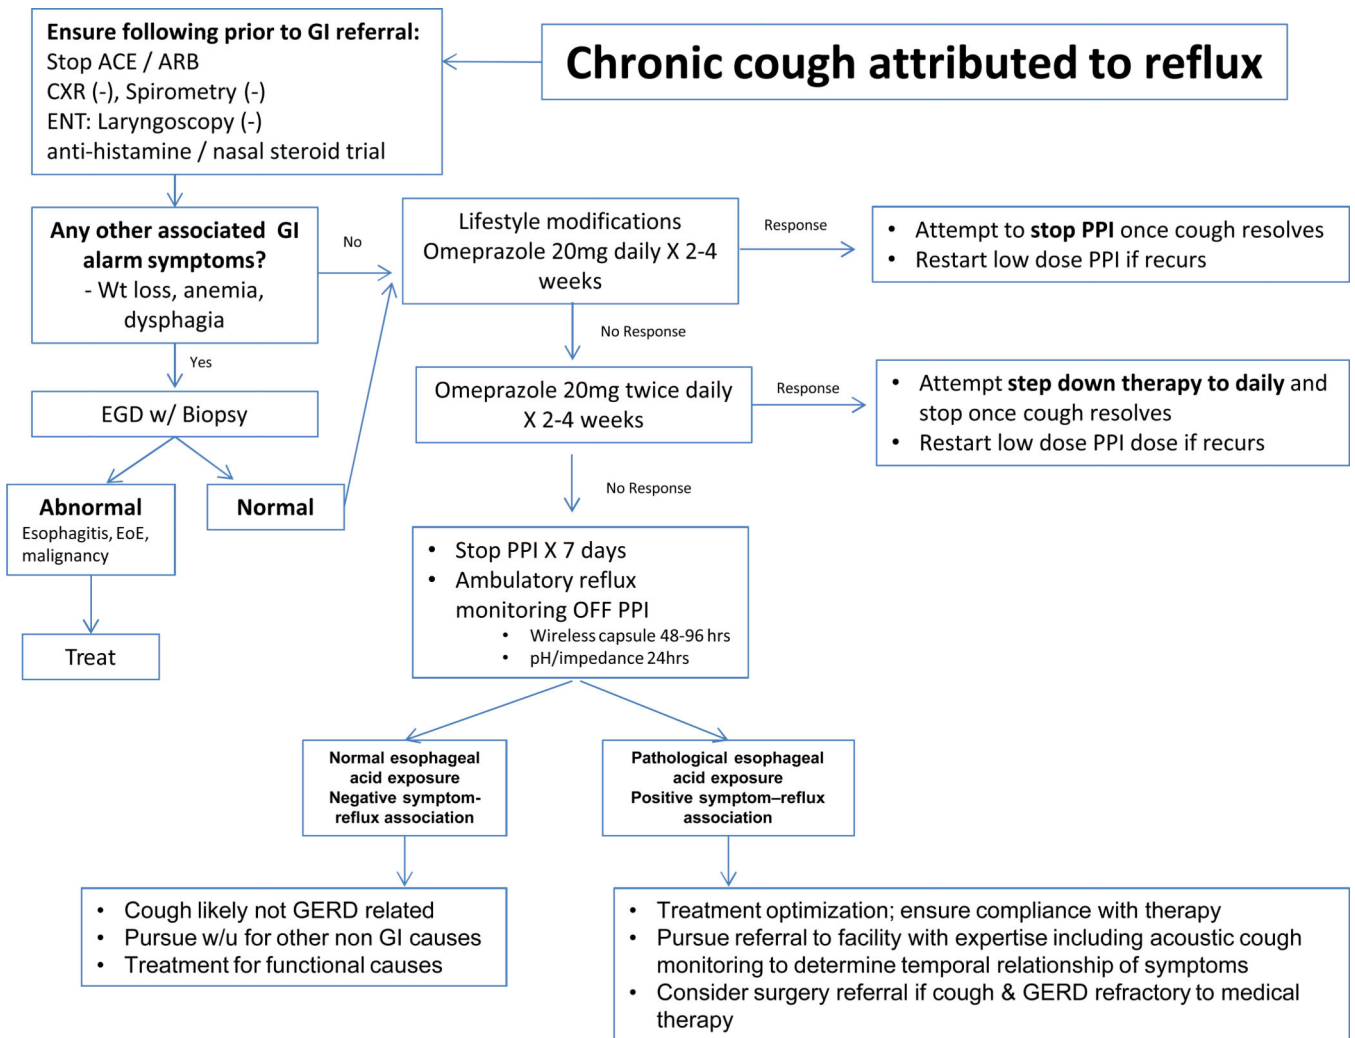 Chronic cough attributed to reflux
Ensure following prior to GI referral:
Stop ACE / ARB
CXR (-), Spirometry (-)
ENT: Laryngoscopy (-)
anti-histamine / nasal steroid trial
Any other associated GI
alarm symptoms?
- Wt loss, anemia,
dysphagia
No
Yes
EGD w/ Biopsy
Abnormal
Esophagitis, EoE,
malignancy
Normal
Treat
Lifestyle modifications
Omeprazole 20mg daily X 2-4
weeks
Response
• Attempt to stop PPI once cough resolves
• Restart low dose PPI if recurs
No Response
Omeprazole 20mg twice daily
X 2-4 weeks
Response
• Attempt step down therapy to daily and
stop once cough resolves
• Restart low dose PPI dose if recurs
No Response
• Stop PPI X 7 days
• Ambulatory reflux
monitoring OFF PPI
• Wireless capsule 48-96 hrs
• pH/impedance 24hrs
Normal esophageal
acid exposure
Negative symptom-
reflux association
Pathological esophageal
acid exposure
Positive symptom–reflux
association
• Cough likely not GERD related
• Pursue w/u for other non GI causes
• Treatment for functional causes
• Treatment optimization; ensure compliance with therapy
• Pursue referral to facility with expertise including acoustic cough
monitoring to determine temporal relationship of symptoms
• Consider surgery referral if cough & GERD refractory to medical
therapy